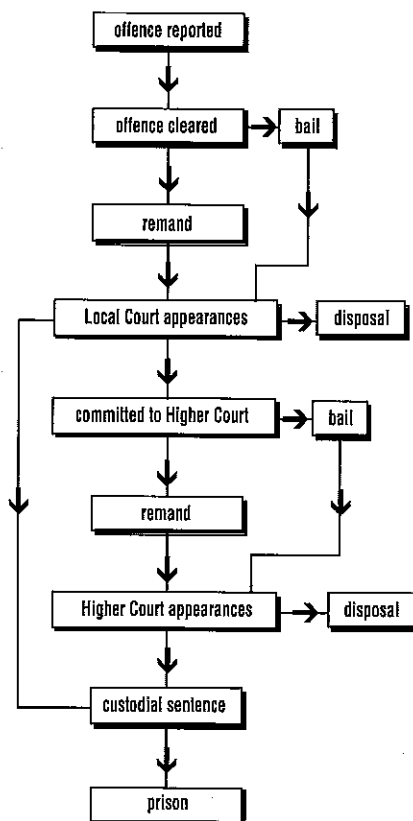 offence reported
offence cleared
bail
remand
Local Court appearances
disposal
committed to Higher Court
bail
remand
Higher Court appearances
disposal
custodial sentence
prison